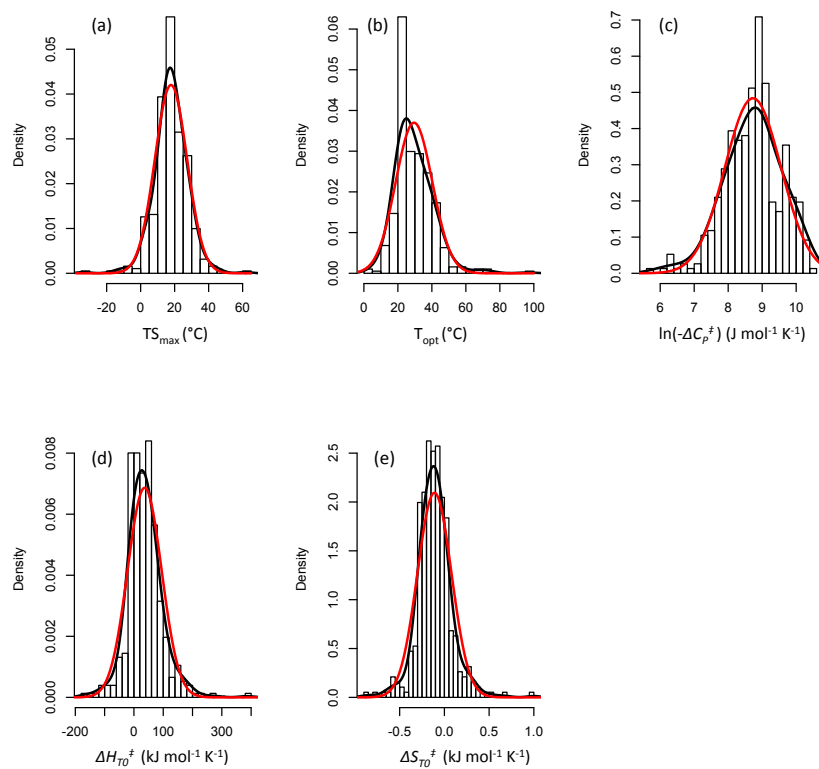 (a)
Density
0.00 0.01 0.02 0.03 0.04 0.05
-20 0 20 40 60
TSmax (°C)
(b)
Density
0.00 0.01 0.02 0.03 0.04 0.05 0.06
0 20 40 60 80 100
Topt (°C)
(c)
Density
0.0 0.1 0.2 0.3 0.4 0.5 0.6 0.7
6 7 8 9 10
ln(-ΔCP‡) (J mol-1 K-1)
(d)
Density
0.000 0.002 0.004 0.006 0.008
-200 0 100 300
ΔHT0‡ (kJ mol-1 K-1)
(e)
Density
0.0 0.5 1.0 1.5 2.0 2.5
-0.5 0.0 0.5 1.0
ΔST0‡ (kJ mol-1 K-1)